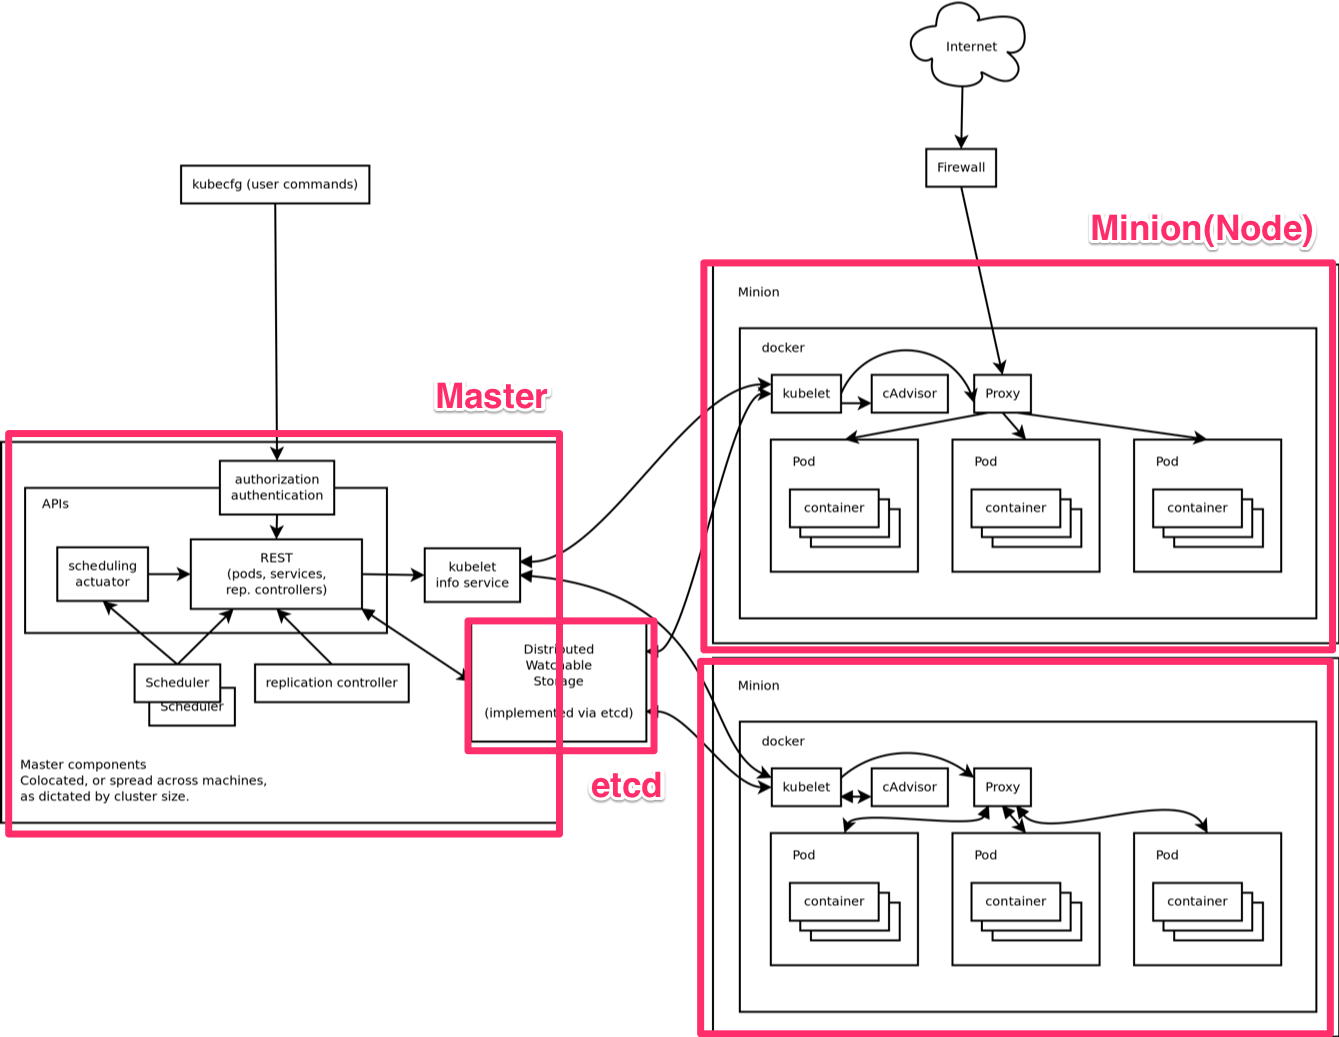 Internet
Firewall
kubecfg (user commands)
Minion(Node)
Minion
docker
kubelet
cAdvisor
Proxy
Pod
Pod
Pod
container
container
container
Master
authorization
authentication
APIs
scheduling
actuator
REST
(pods, services,
rep. controllers)
kubelet
info service
Scheduler
Scheduler
replication controller
Distributed
Watchable
Storage
(implemented via etcd)
etcd
Master components
Colocated, or spread across machines,
as dictated by cluster size.
Minion
docker
kubelet
cAdvisor
Proxy
Pod
Pod
Pod
container
container
container